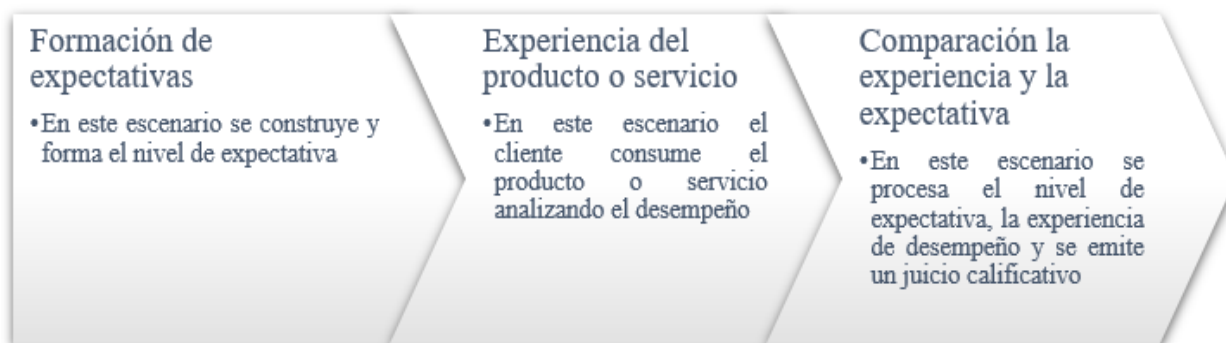 Formación de
expectativas
•En este escenario se construye y
forma el nivel de expectativa
Experiencia del
producto o servicio
•En este escenario el
cliente consume el
producto o servicio
analizando el desempeño
Comparación la
experiencia y la
expectativa
•En este escenario se
procesa el nivel de
expectativa, la experiencia
de desempeño y se emite
un juicio calificativo